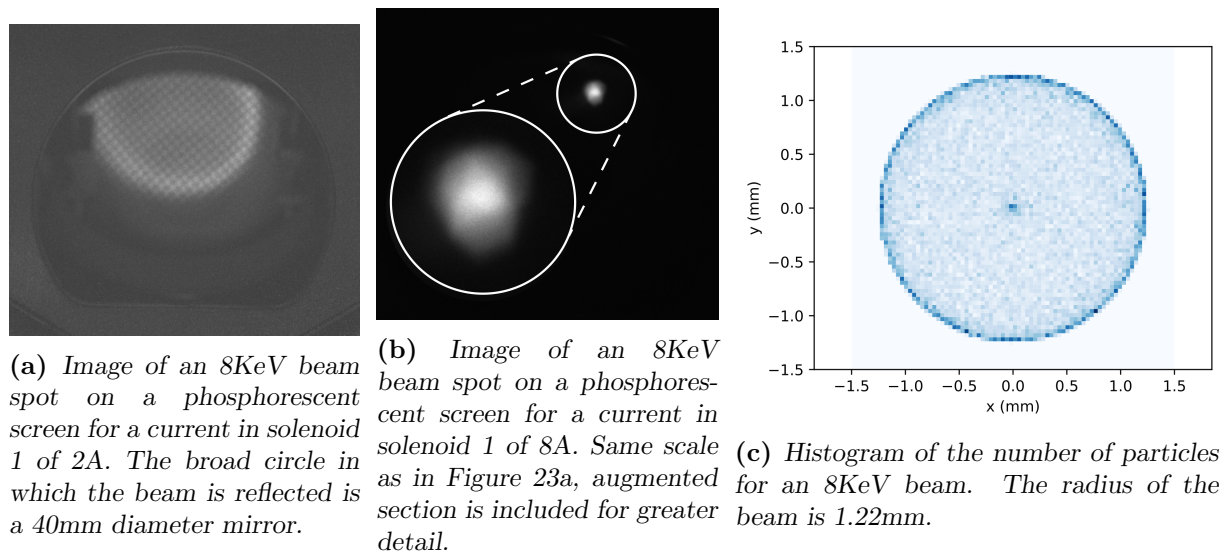 (a) Image of an 8KeV beam
spot on a phosphorescent
screen for a current in solenoid
1 of 2A. The broad circle in
which the beam is reflected is
a 40mm diameter mirror.
(b) Image of an 8KeV
beam spot on a phosphores-
cent screen for a current in
solenoid 1 of 8A. Same scale
as in Figure 23a, augmented
section is included for greater
detail.
1.5
1.0
0.5
0.0
−0.5
−1.0
−1.5
y (mm)
−1.5 −1.0 −0.5 0.0 0.5 1.0 1.5
x (mm)
(c) Histogram of the number of particles
for an 8KeV beam. The radius of the
beam is 1.22mm.